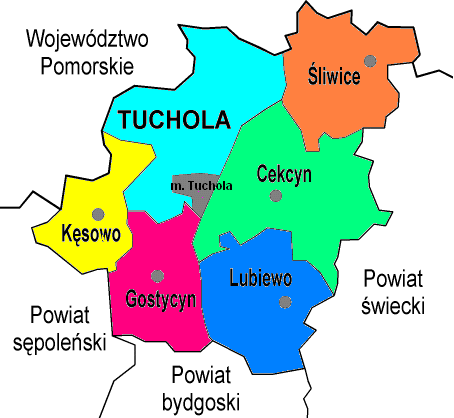 Województwo
Pomorskie
Śliwice
TUCHOLA
m. Tuchola
Cekcyn
Kęsowo
Gostycyn
Lubiewo
Powiat
świecki
Powiat
sępoleński
Powiat
bydgoski